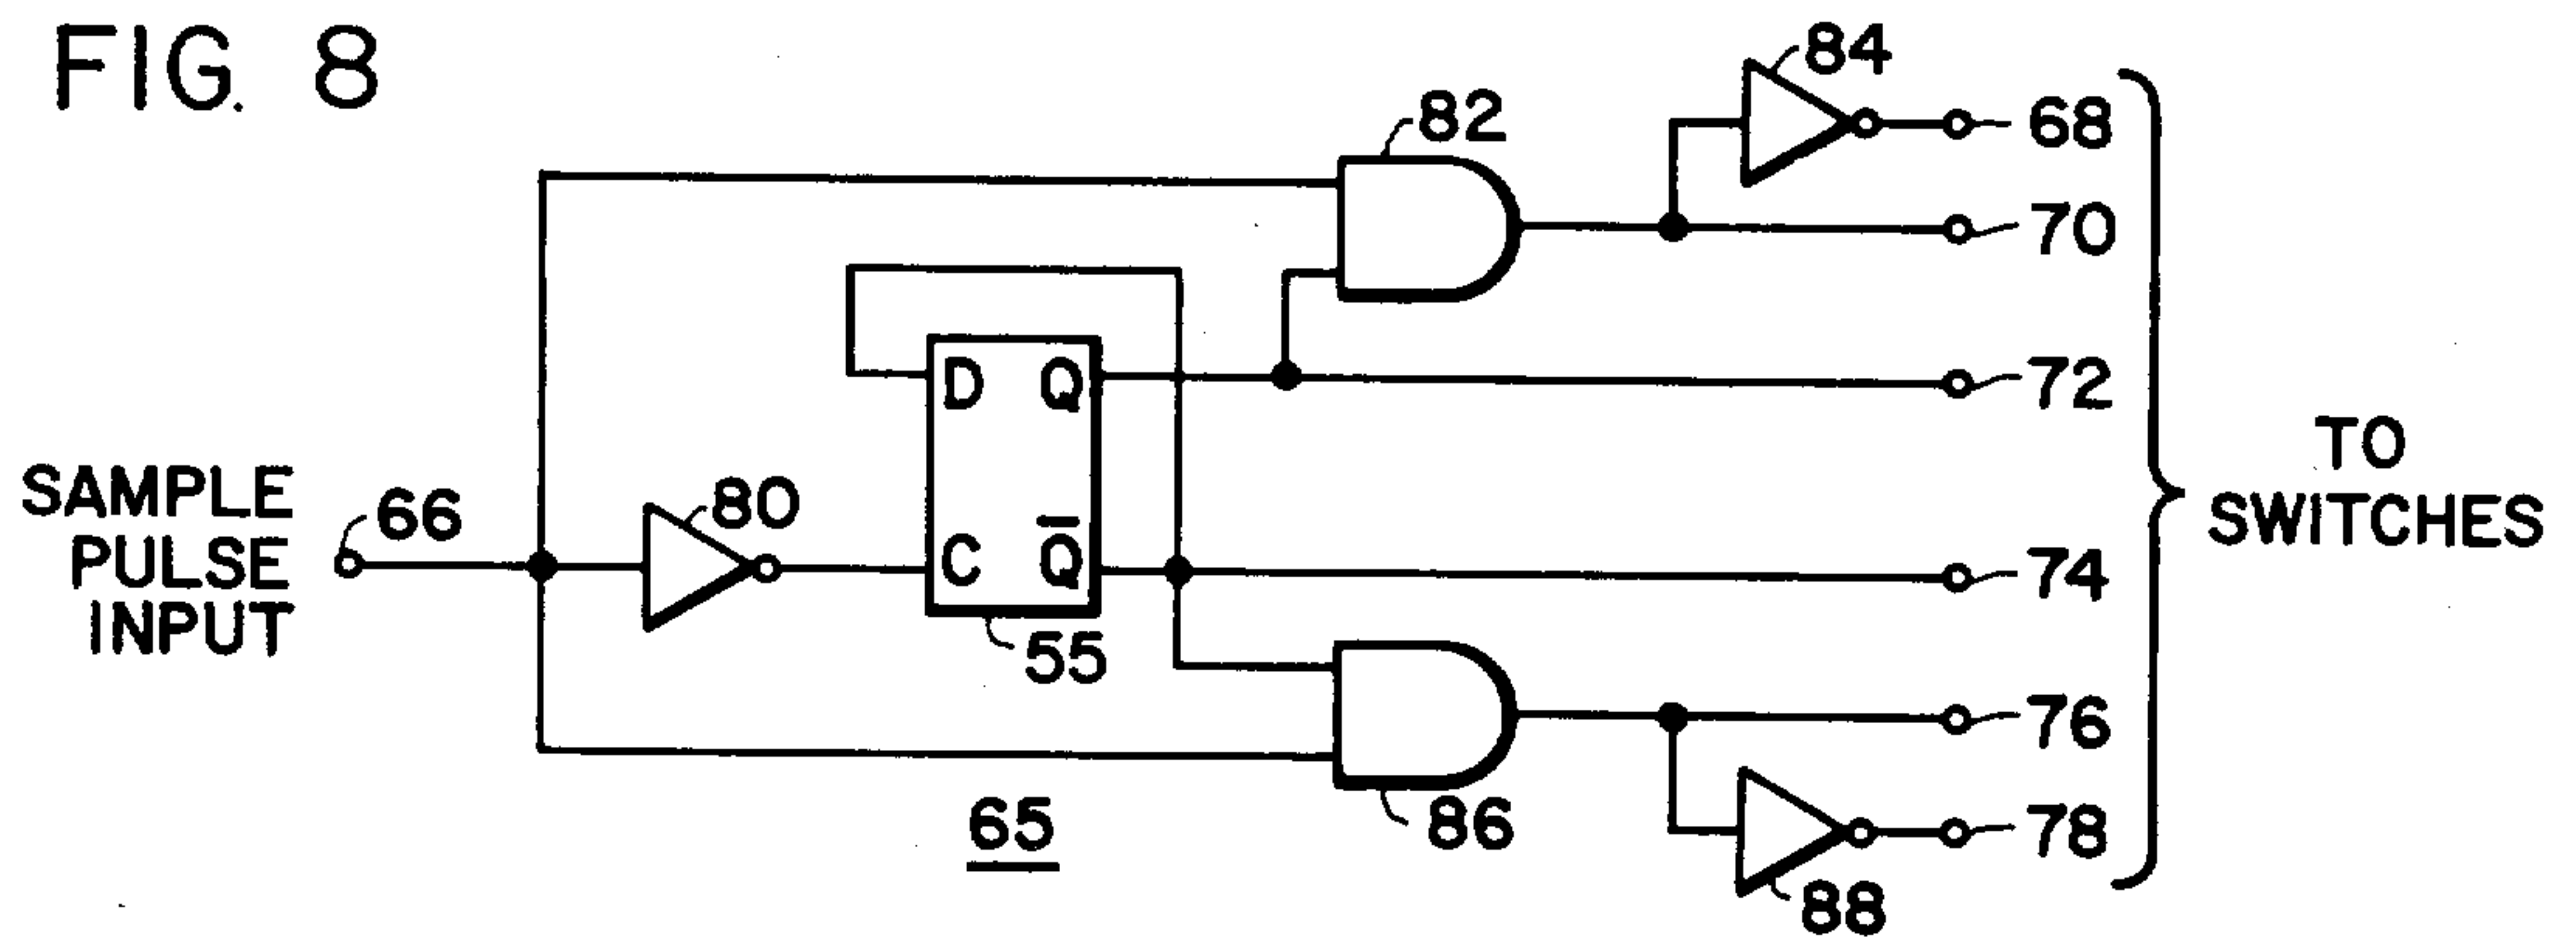 FIG. 8
84
68
82
70
72
D Q
TO
SWITCHES
SAMPLE
PULSE
INPUT
66
80
C Q̅
74
55
76
65
86
78
88